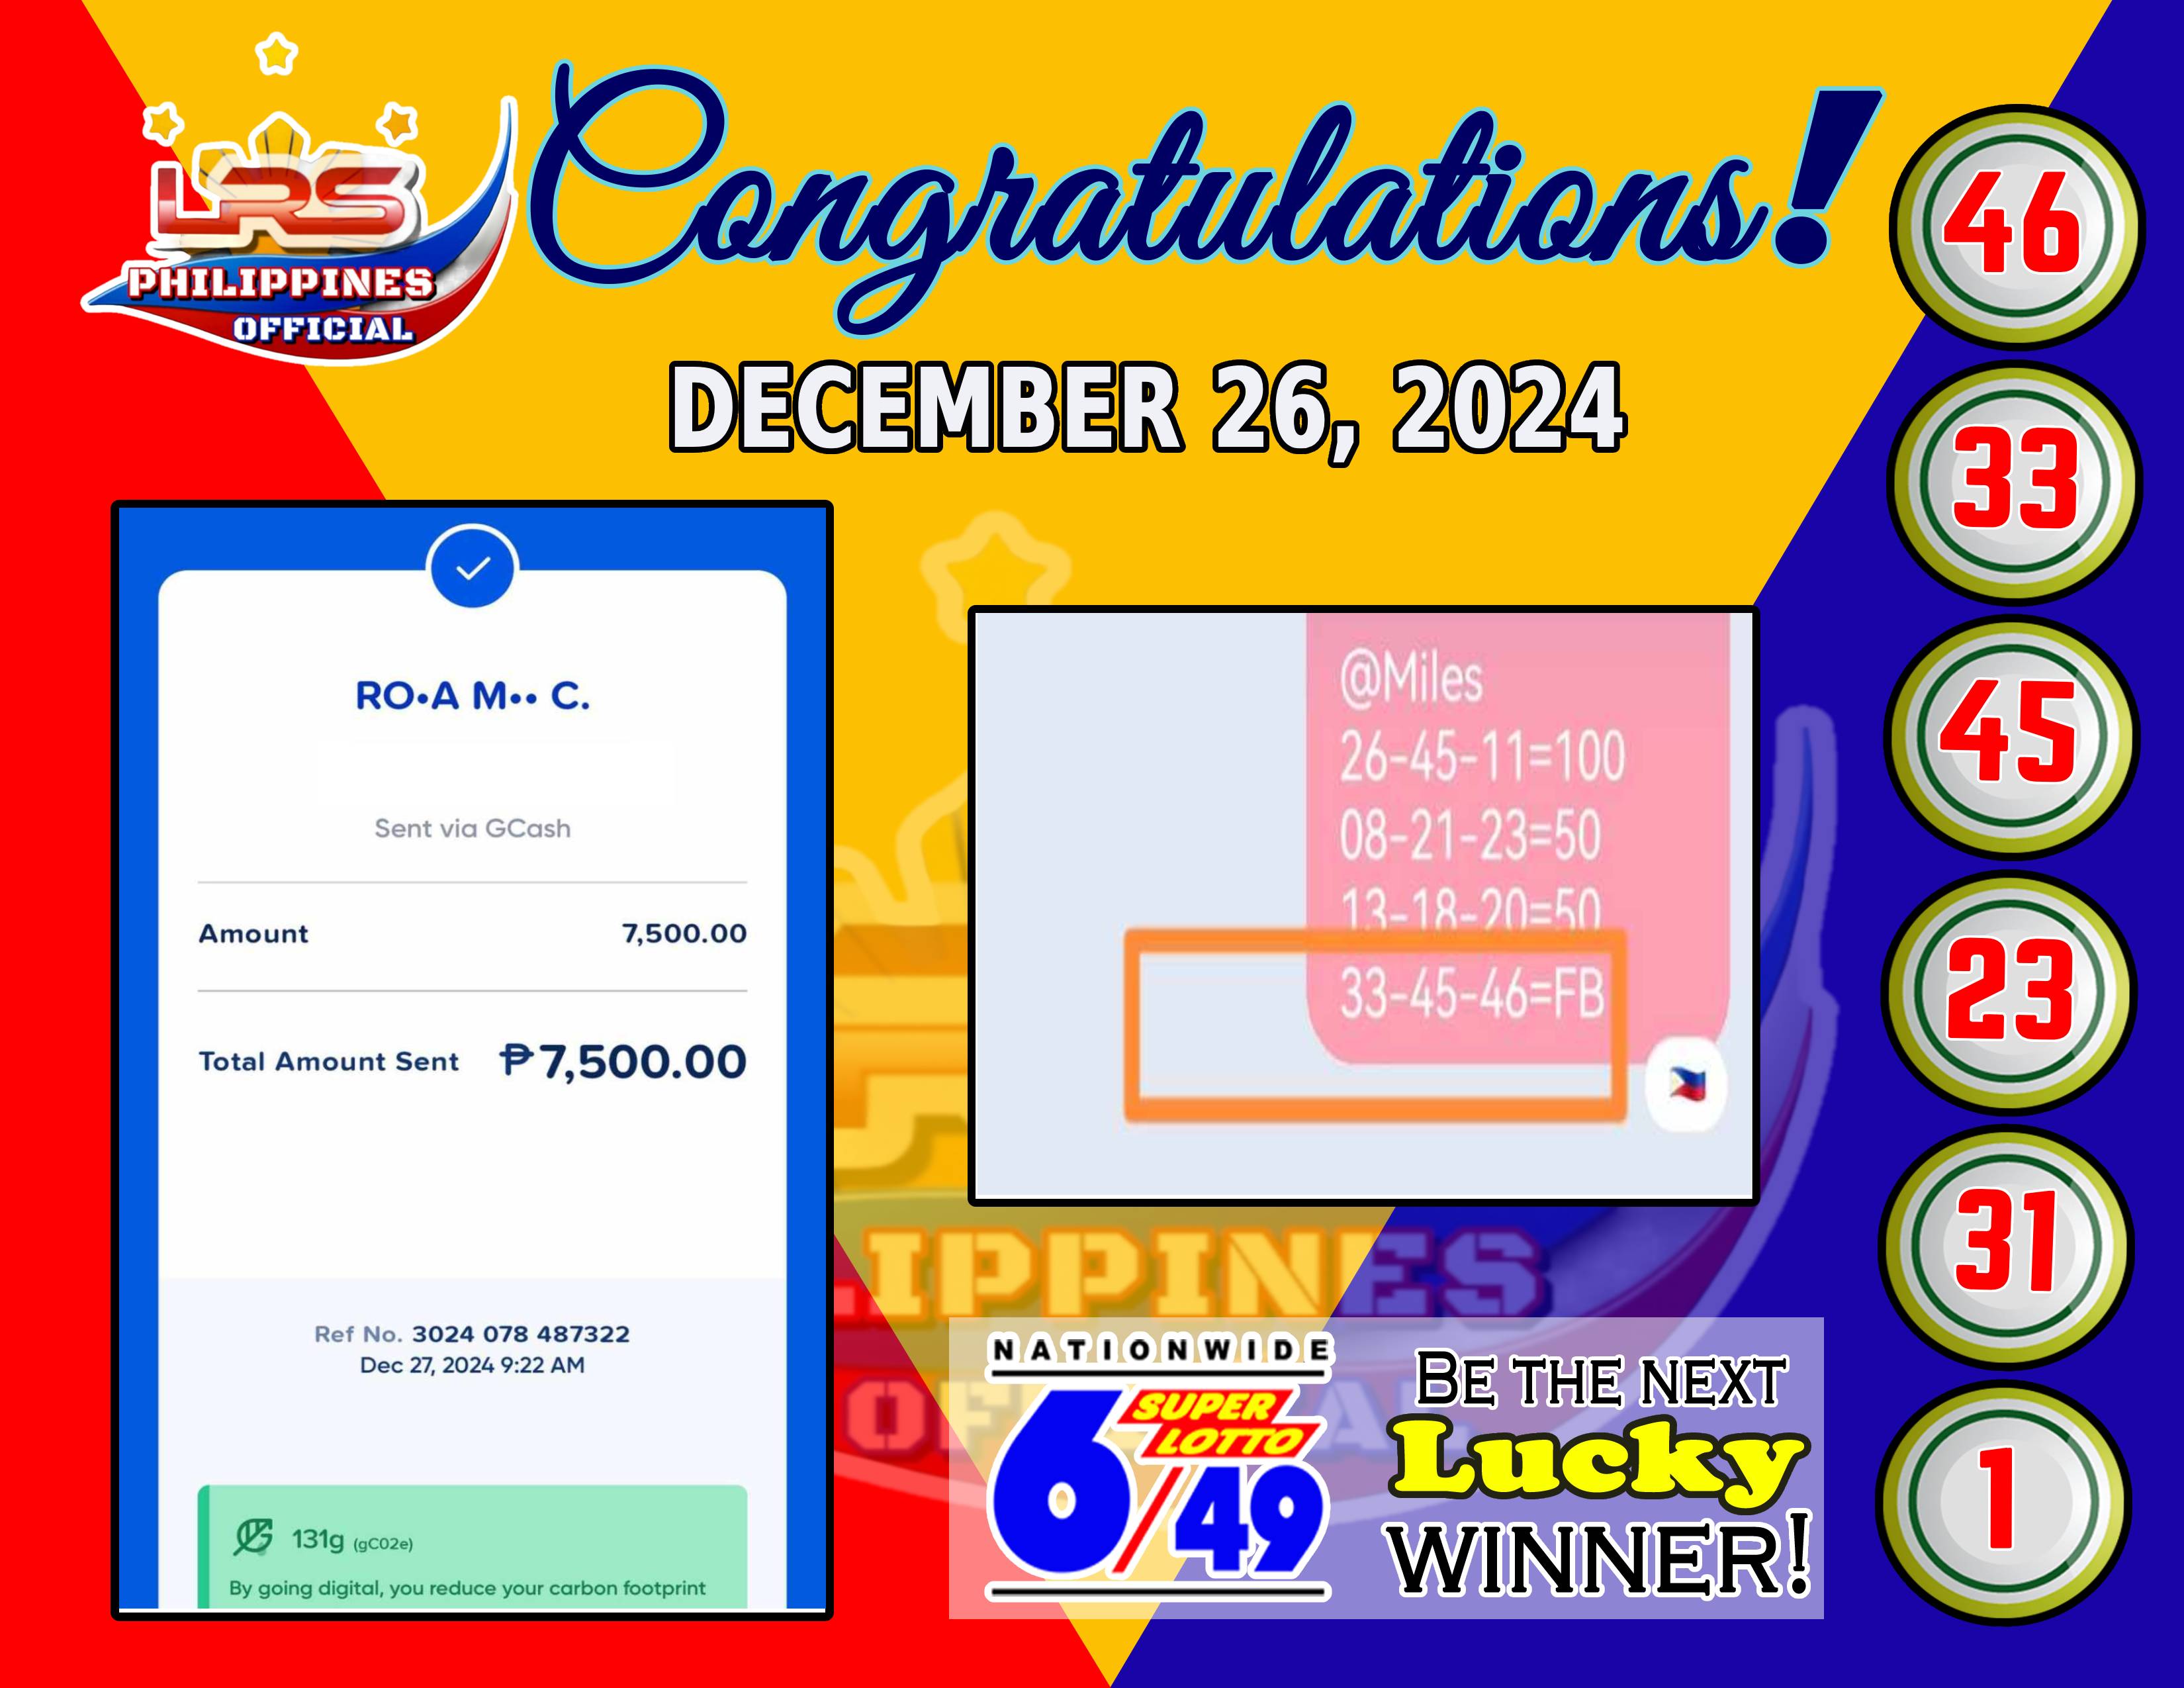 LRS
PHILIPPINES
OFFICIAL
Congratulations!
DECEMBER 26, 2024
RO•A M•• C.
Sent via GCash
Amount 7,500.00
Total Amount Sent ₱7,500.00
Ref No. 3024 078 487322
Dec 27, 2024 9:22 AM
131g (gC02e)
By going digital, you reduce your carbon footprint
@Miles
26-45-11=100
08-21-23=50
13-18-20=50
33-45-46=FB
LIPPINES
NATIONWIDE
SUPER
LOTTO
6/49
BE THE NEXT
Lucky
WINNER!
46
33
45
23
31
1